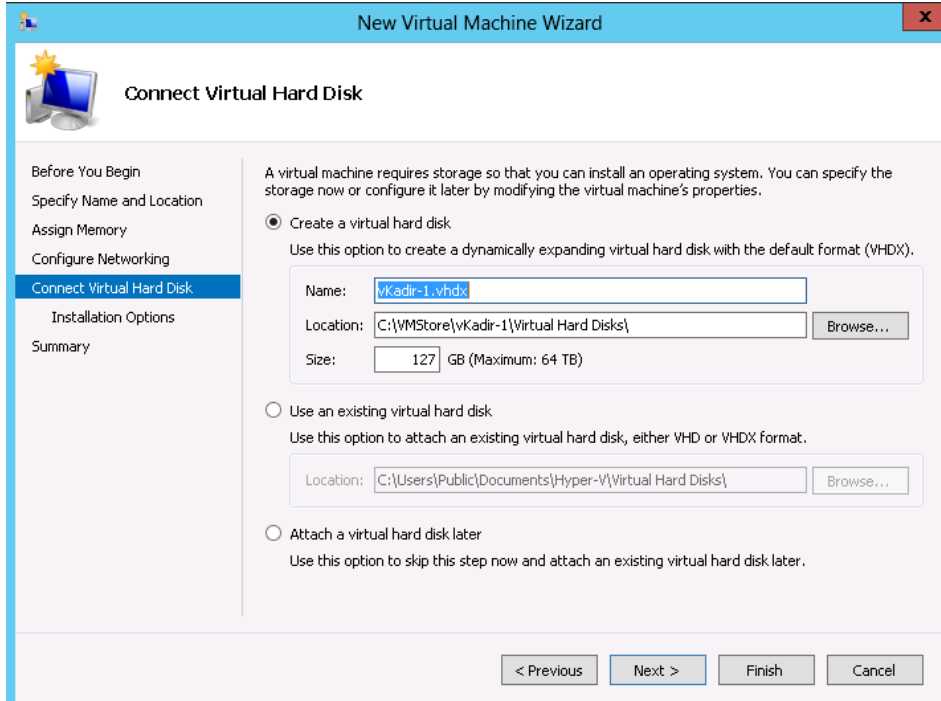 New Virtual Machine Wizard
x
Connect Virtual Hard Disk
Before You Begin
Specify Name and Location
Assign Memory
Configure Networking
Connect Virtual Hard Disk
Installation Options
Summary
A virtual machine requires storage so that you can install an operating system. You can specify the
storage now or configure it later by modifying the virtual machine's properties.
Create a virtual hard disk
Use this option to create a dynamically expanding virtual hard disk with the default format (VHDX).
Name: vKadir-1.vhdx
Location: C:\VMStore\vKadir-1\Virtual Hard Disks\ Browse...
Size: 127 GB (Maximum: 64 TB)
Use an existing virtual hard disk
Use this option to attach an existing virtual hard disk, either VHD or VHDX format.
Location: C:\Users\Public\Documents\Hyper-V\Virtual Hard Disks\ Browse...
Attach a virtual hard disk later
Use this option to skip this step now and attach an existing virtual hard disk later.
< Previous Next > Finish Cancel